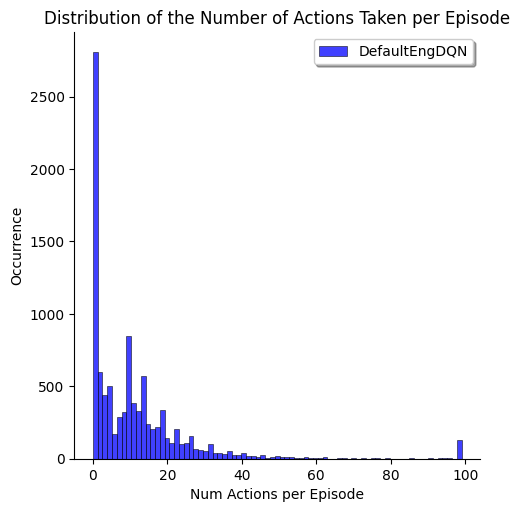 Distribution of the Number of Actions Taken per Episode
DefaultEngDQN
2500
2000
1500
1000
500
0
Occurrence
0 20 40 60 80 100
Num Actions per Episode